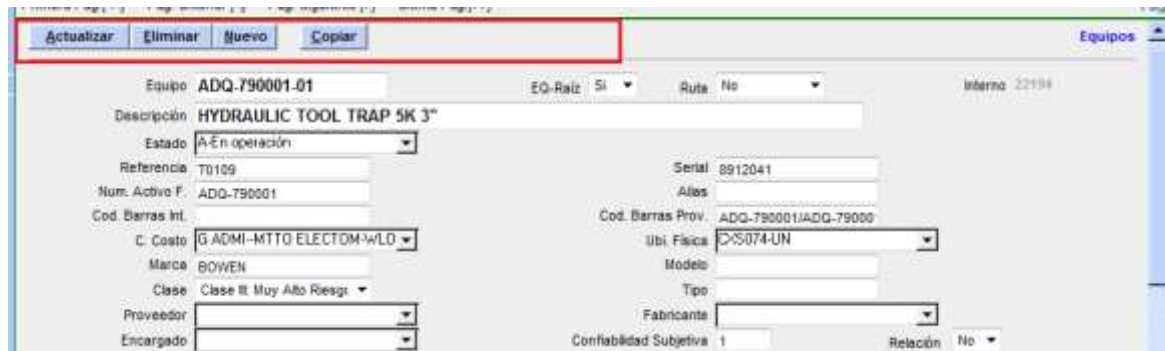 Actualizar Eliminar Nuevo Copiar Equipos
Equipo ADQ-790001-01 EQ-Raíz Si Ruta No Interno 22194
Descripción HYDRAULIC TOOL TRAP 5K 3"
Estado A-En operación
Referencia T0109 Serial 8912041
Num. Activo F. ADQ-790001 Alias
Cod. Barras Int. Cod. Barras Prov. ADQ-790001/ADQ-79000
C. Costo G ADMI--MTTO ELECTOM-WLD Ubi. Física CXS074-UN
Marca BOWEN Modelo
Clase Clase III: Muy Alto Riesgo Tipo
Proveedor Fabricante
Encargado Confiabilidad Subjetiva 1 Relación No